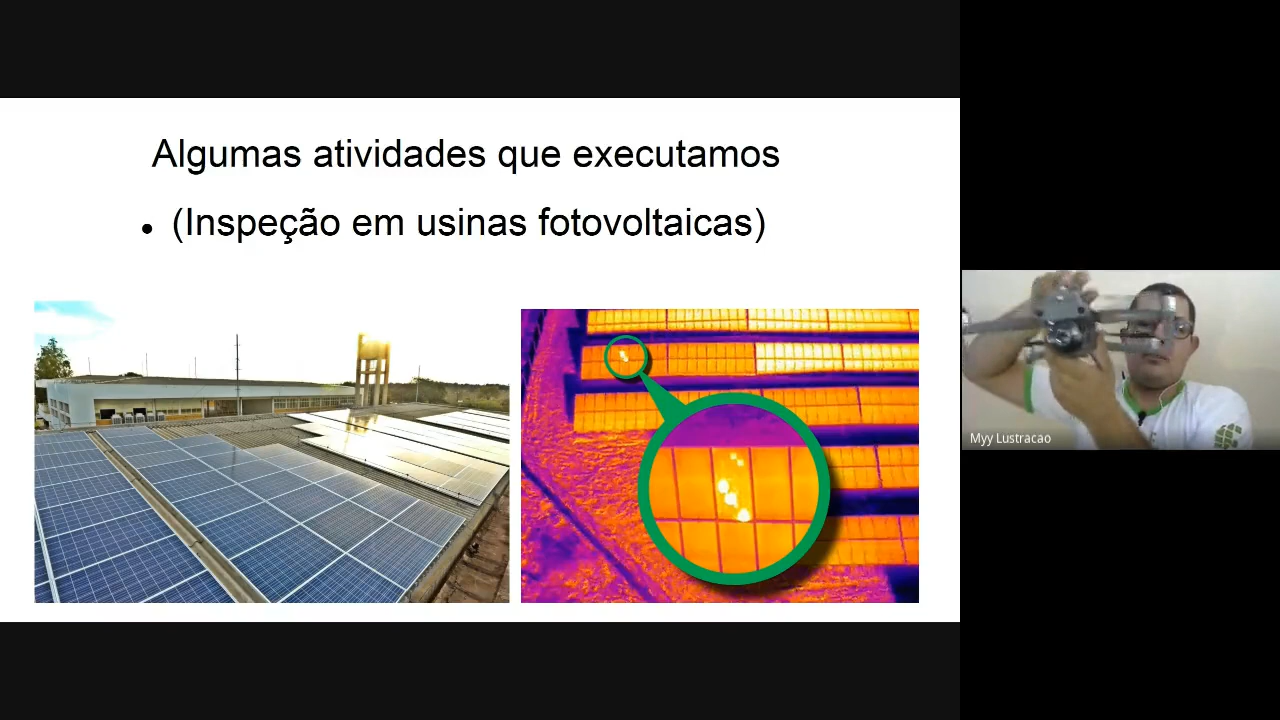 Algumas atividades que executamos
• (Inspeção em usinas fotovoltaicas)
Myy Lustracao